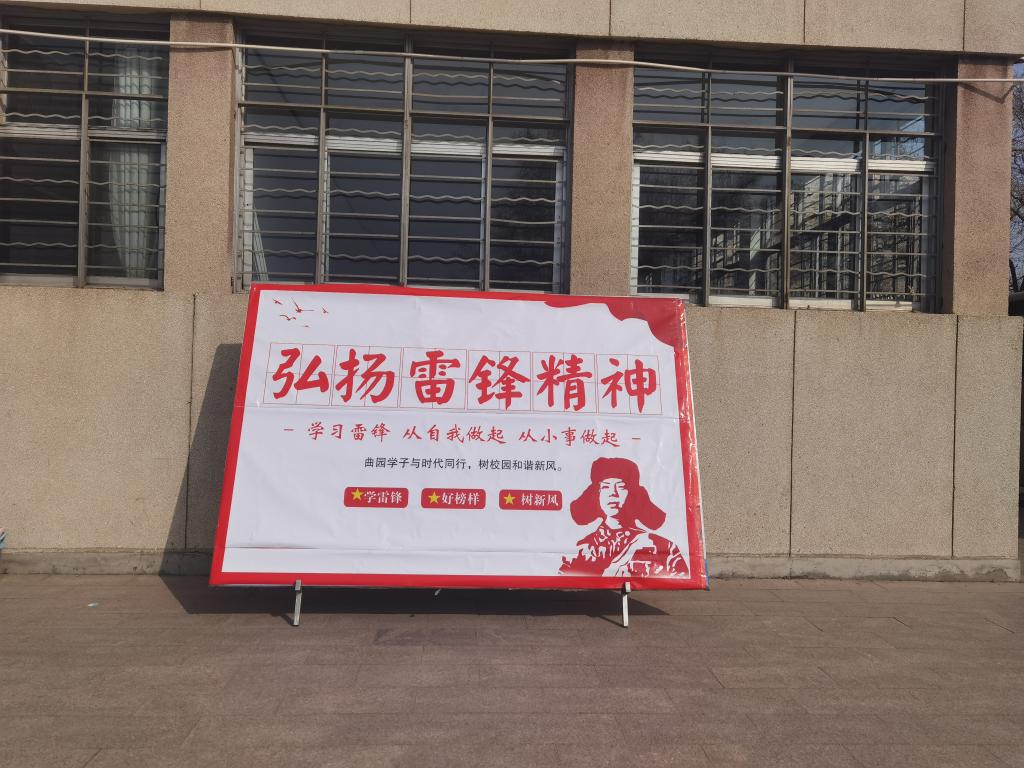 弘扬雷锋精神
- 学习雷锋 从自我做起 从小事做起 -
曲园学子与时代同行，树校园和谐新风。
学雷锋 好榜样 树新风